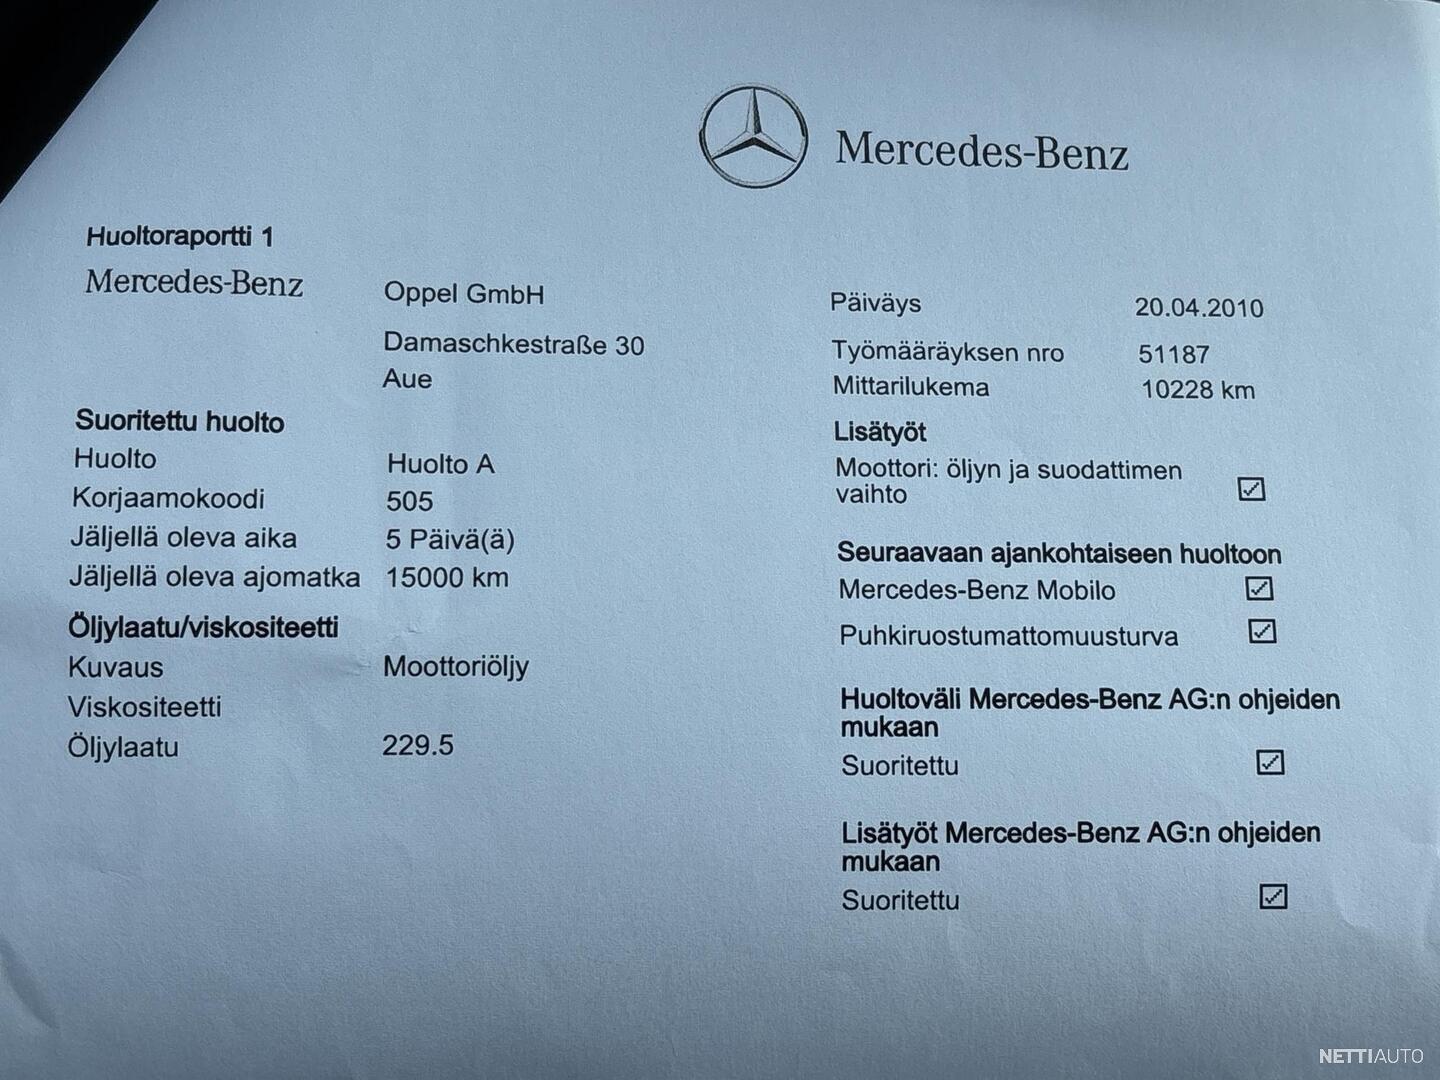 Mercedes-Benz
Huoltoraportti 1
Mercedes-Benz
Oppel GmbH
Damaschkestraße 30
Aue
Päiväys 20.04.2010
Työmääräyksen nro 51187
Mittarilukema 10228 km
Suoritettu huolto
Huolto Huolto A
Korjaamokoodi 505
Jäljellä oleva aika 5 Päivä(ä)
Jäljellä oleva ajomatka 15000 km
Öljylaatu/viskositeetti
Kuvaus Moottoriöljy
Viskositeetti
Öljylaatu 229.5
Lisätyöt
Moottori: öljyn ja suodattimen
vaihto
Seuraavaan ajankohtaiseen huoltoon
Mercedes-Benz Mobilo
Puhkiruostumattomuusturva
Huoltoväli Mercedes-Benz AG:n ohjeiden
mukaan
Suoritettu
Lisätyöt Mercedes-Benz AG:n ohjeiden
mukaan
Suoritettu
NETTIAUTO